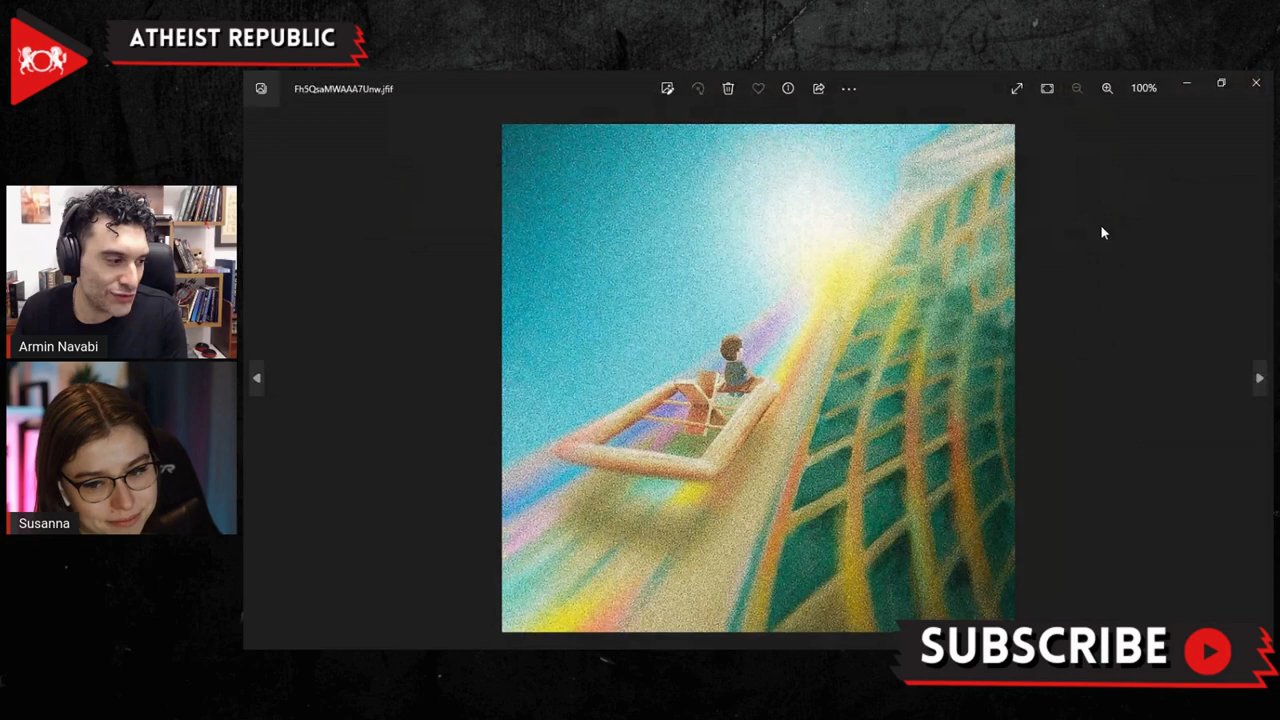 ATHEIST REPUBLIC
Fh5QsaMWAAA7Unw.jfif
100%
Armin Navabi
Susanna
SUBSCRIBE